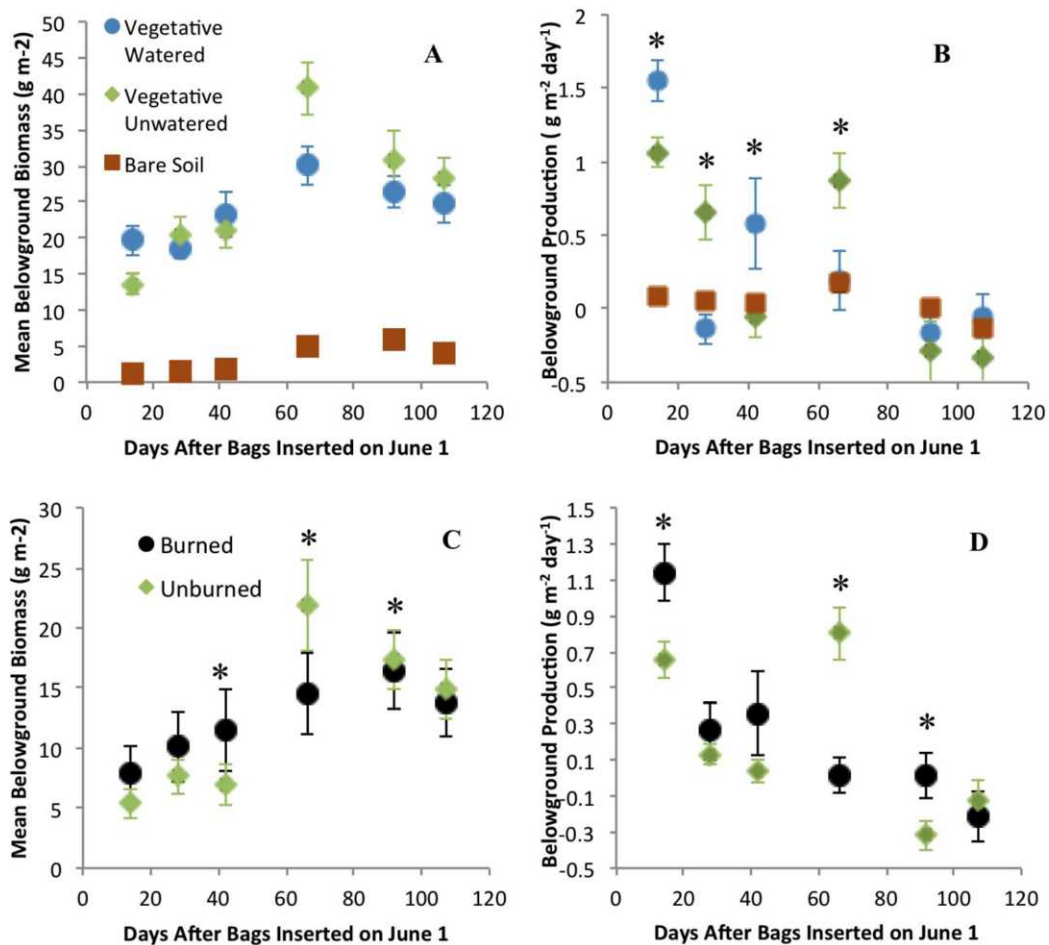 Mean Belowground Biomass (g m-2)
50
45
40
35
30
25
20
15
10
5
0
Vegetative
Watered
Vegetative
Unwatered
Bare Soil
A
0 20 40 60 80 100 120
Days After Bags Inserted on June 1
Belowground Production ( g m⁻² day⁻¹)
2
1.5
1
0.5
0
-0.5
B
* * * *
0 20 40 60 80 100 120
Days After Bags Inserted on June 1
Mean Belowground Biomass (g m-2)
30
25
20
15
10
5
0
Burned
Unburned
C
* * *
0 20 40 60 80 100 120
Days After Bags Inserted on June 1
Belowground Production (g m⁻² day⁻¹)
1.5
1.3
1.1
0.9
0.7
0.5
0.3
0.1
-0.1
-0.3
-0.5
D
* * *
0 20 40 60 80 100 120
Days After Bags Inserted on June 1